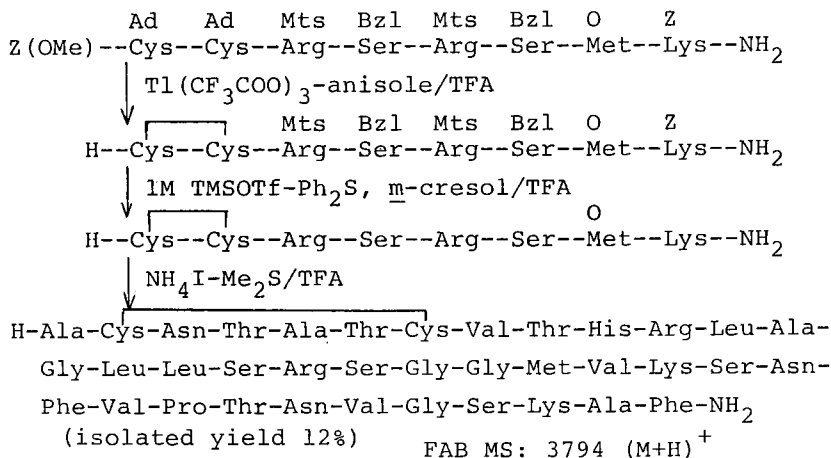 Ad Ad Mts Bzl Mts Bzl O Z
Z(OMe)--Cys--Cys--Arg--Ser--Arg--Ser--Met--Lys--NH2
Tl(CF3COO)3-anisole/TFA
Mts Bzl Mts Bzl O Z
H--Cys--Cys--Arg--Ser--Arg--Ser--Met--Lys--NH2
1M TMSOTf-Ph2S, m-cresol/TFA
O
H--Cys--Cys--Arg--Ser--Arg--Ser--Met--Lys--NH2
NH4I-Me2S/TFA
H-Ala-Cys-Asn-Thr-Ala-Thr-Cys-Val-Thr-His-Arg-Leu-Ala-
Gly-Leu-Leu-Ser-Arg-Ser-Gly-Gly-Met-Val-Lys-Ser-Asn-
Phe-Val-Pro-Thr-Asn-Val-Gly-Ser-Lys-Ala-Phe-NH2
(isolated yield 12%) FAB MS: 3794 (M+H)+